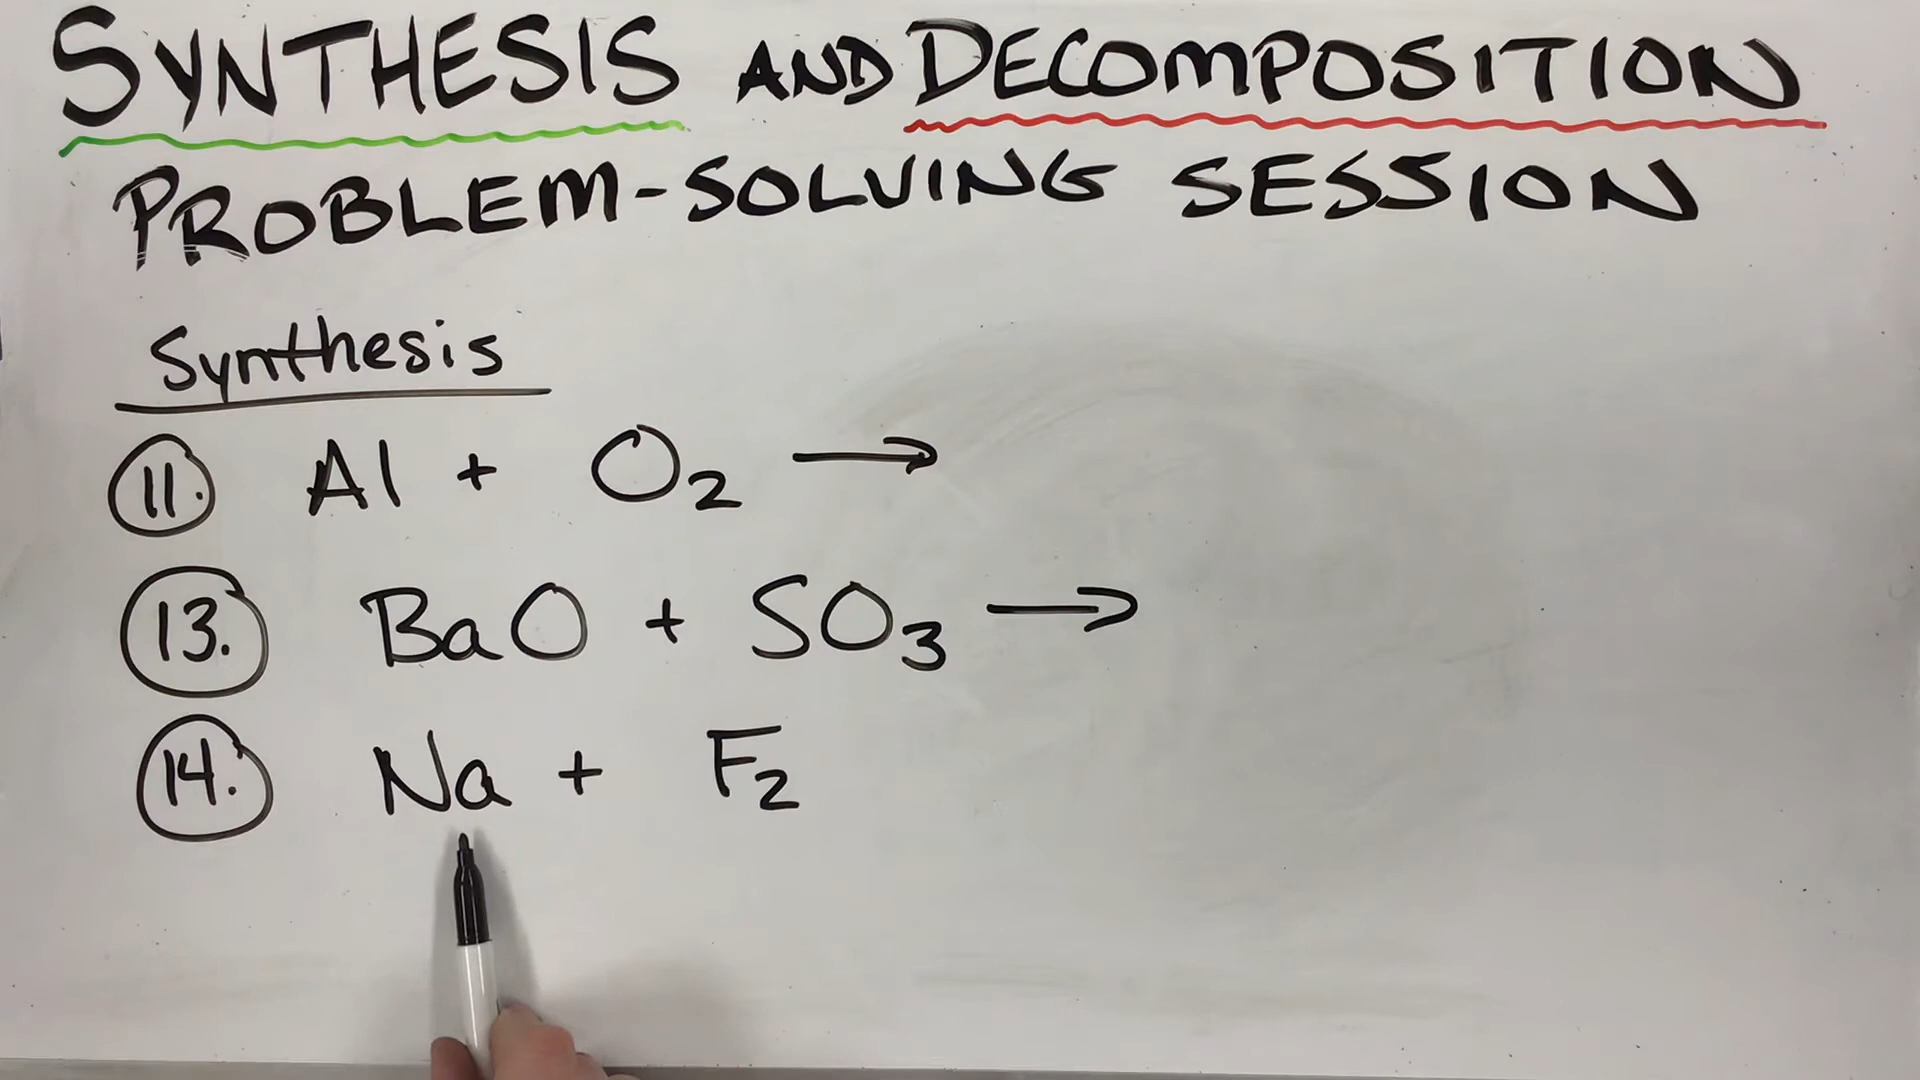 SYNTHESIS AND DECOMPOSITION
PROBLEM-SOLVING SESSION
Synthesis
11. Al + O₂ →
13. BaO + SO₃ →
14. Na + F₂